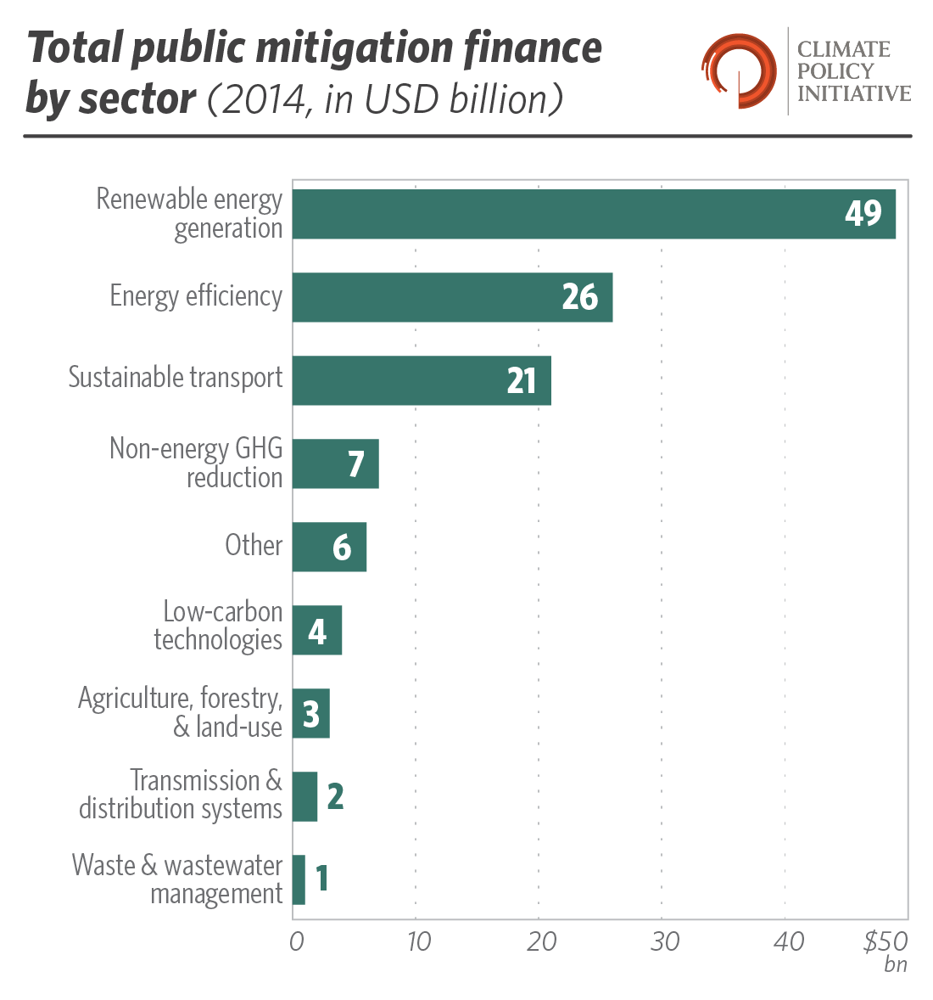 Total public mitigation finance
by sector (2014, in USD billion)
CLIMATE
POLICY
INITIATIVE
Renewable energy
generation
49
Energy efficiency
26
Sustainable transport
21
Non-energy GHG
reduction
7
Other
6
Low-carbon
technologies
4
Agriculture, forestry,
& land-use
3
Transmission &
distribution systems
2
Waste & wastewater
management
1
0 10 20 30 40 $50
bn